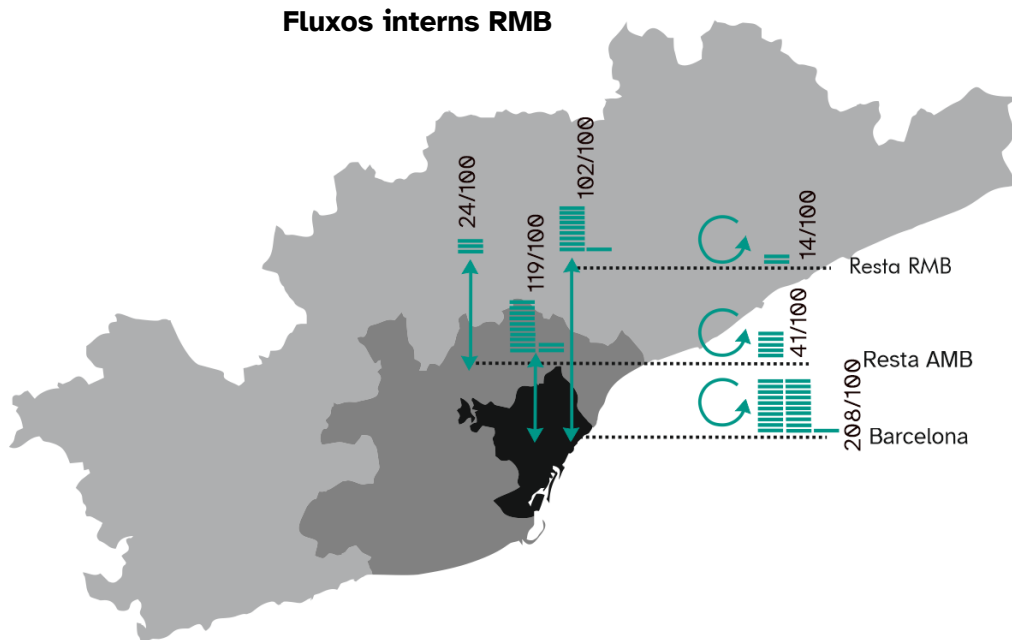 Fluxos interns RMB
24/100
119/100
102/100
14/100
Resta RMB
41/100
Resta AMB
208/100
Barcelona